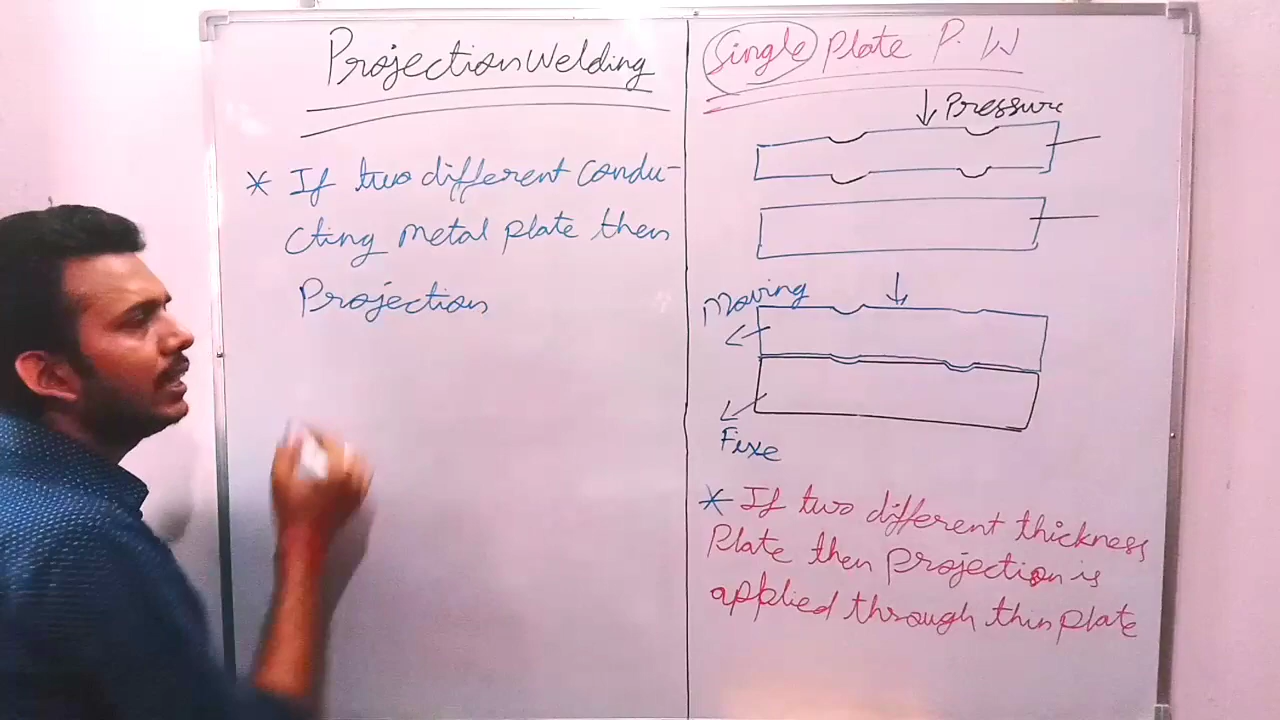 Projection Welding
* If two different condu-
cting metal plate then
Projection
Single Plate P.W
Pressure
Moving
Fixe
* If two different thickness
Plate then Projection is
applied through thin plate